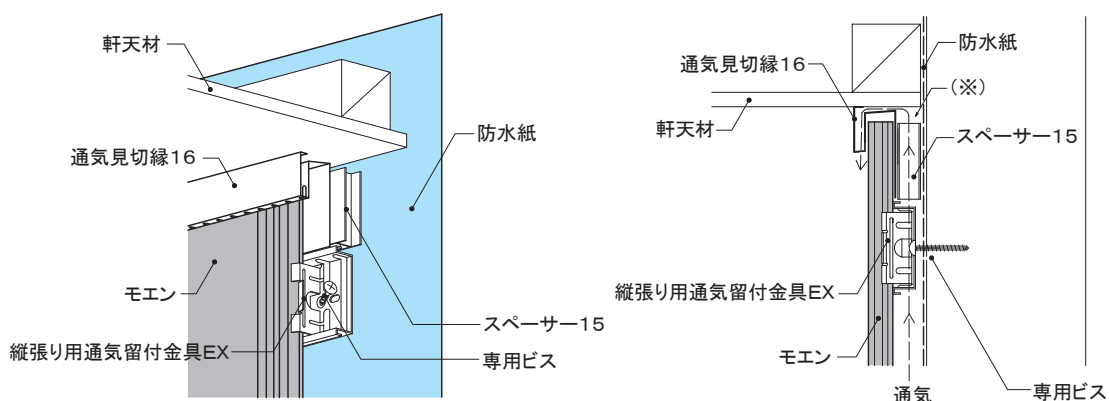 軒天材
通気見切縁16
防水紙
モエン
縦張り用通気留付金具EX
スペーサー15
専用ビス
防水紙
通気見切縁16
(※)
軒天材
スペーサー15
縦張り用通気留付金具EX
モエン
通気
専用ビス